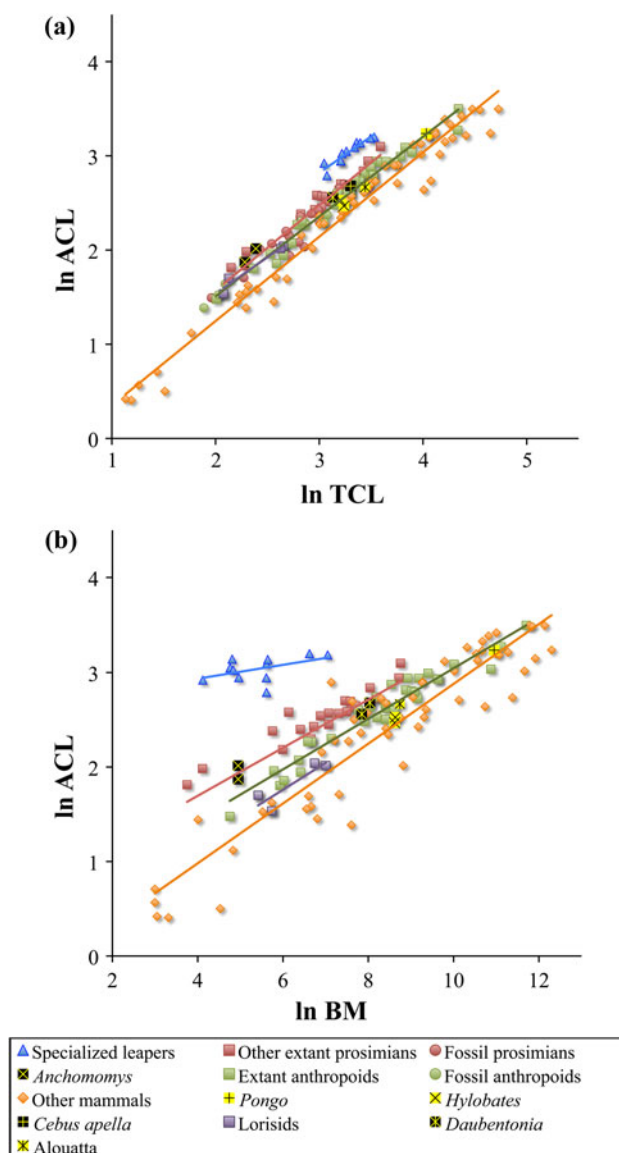 (a)
4
3
2
1
0
ln ACL
1 2 3 4 5
ln TCL
(b)
4
3
2
1
0
ln ACL
2 4 6 8 10 12
ln BM
Specialized leapers Other extant prosimians Fossil prosimians
Anchomomys Extant anthropoids Fossil anthropoids
Other mammals Pongo Hylobates
Cebus apella Lorisids Daubentonia
Alouatta